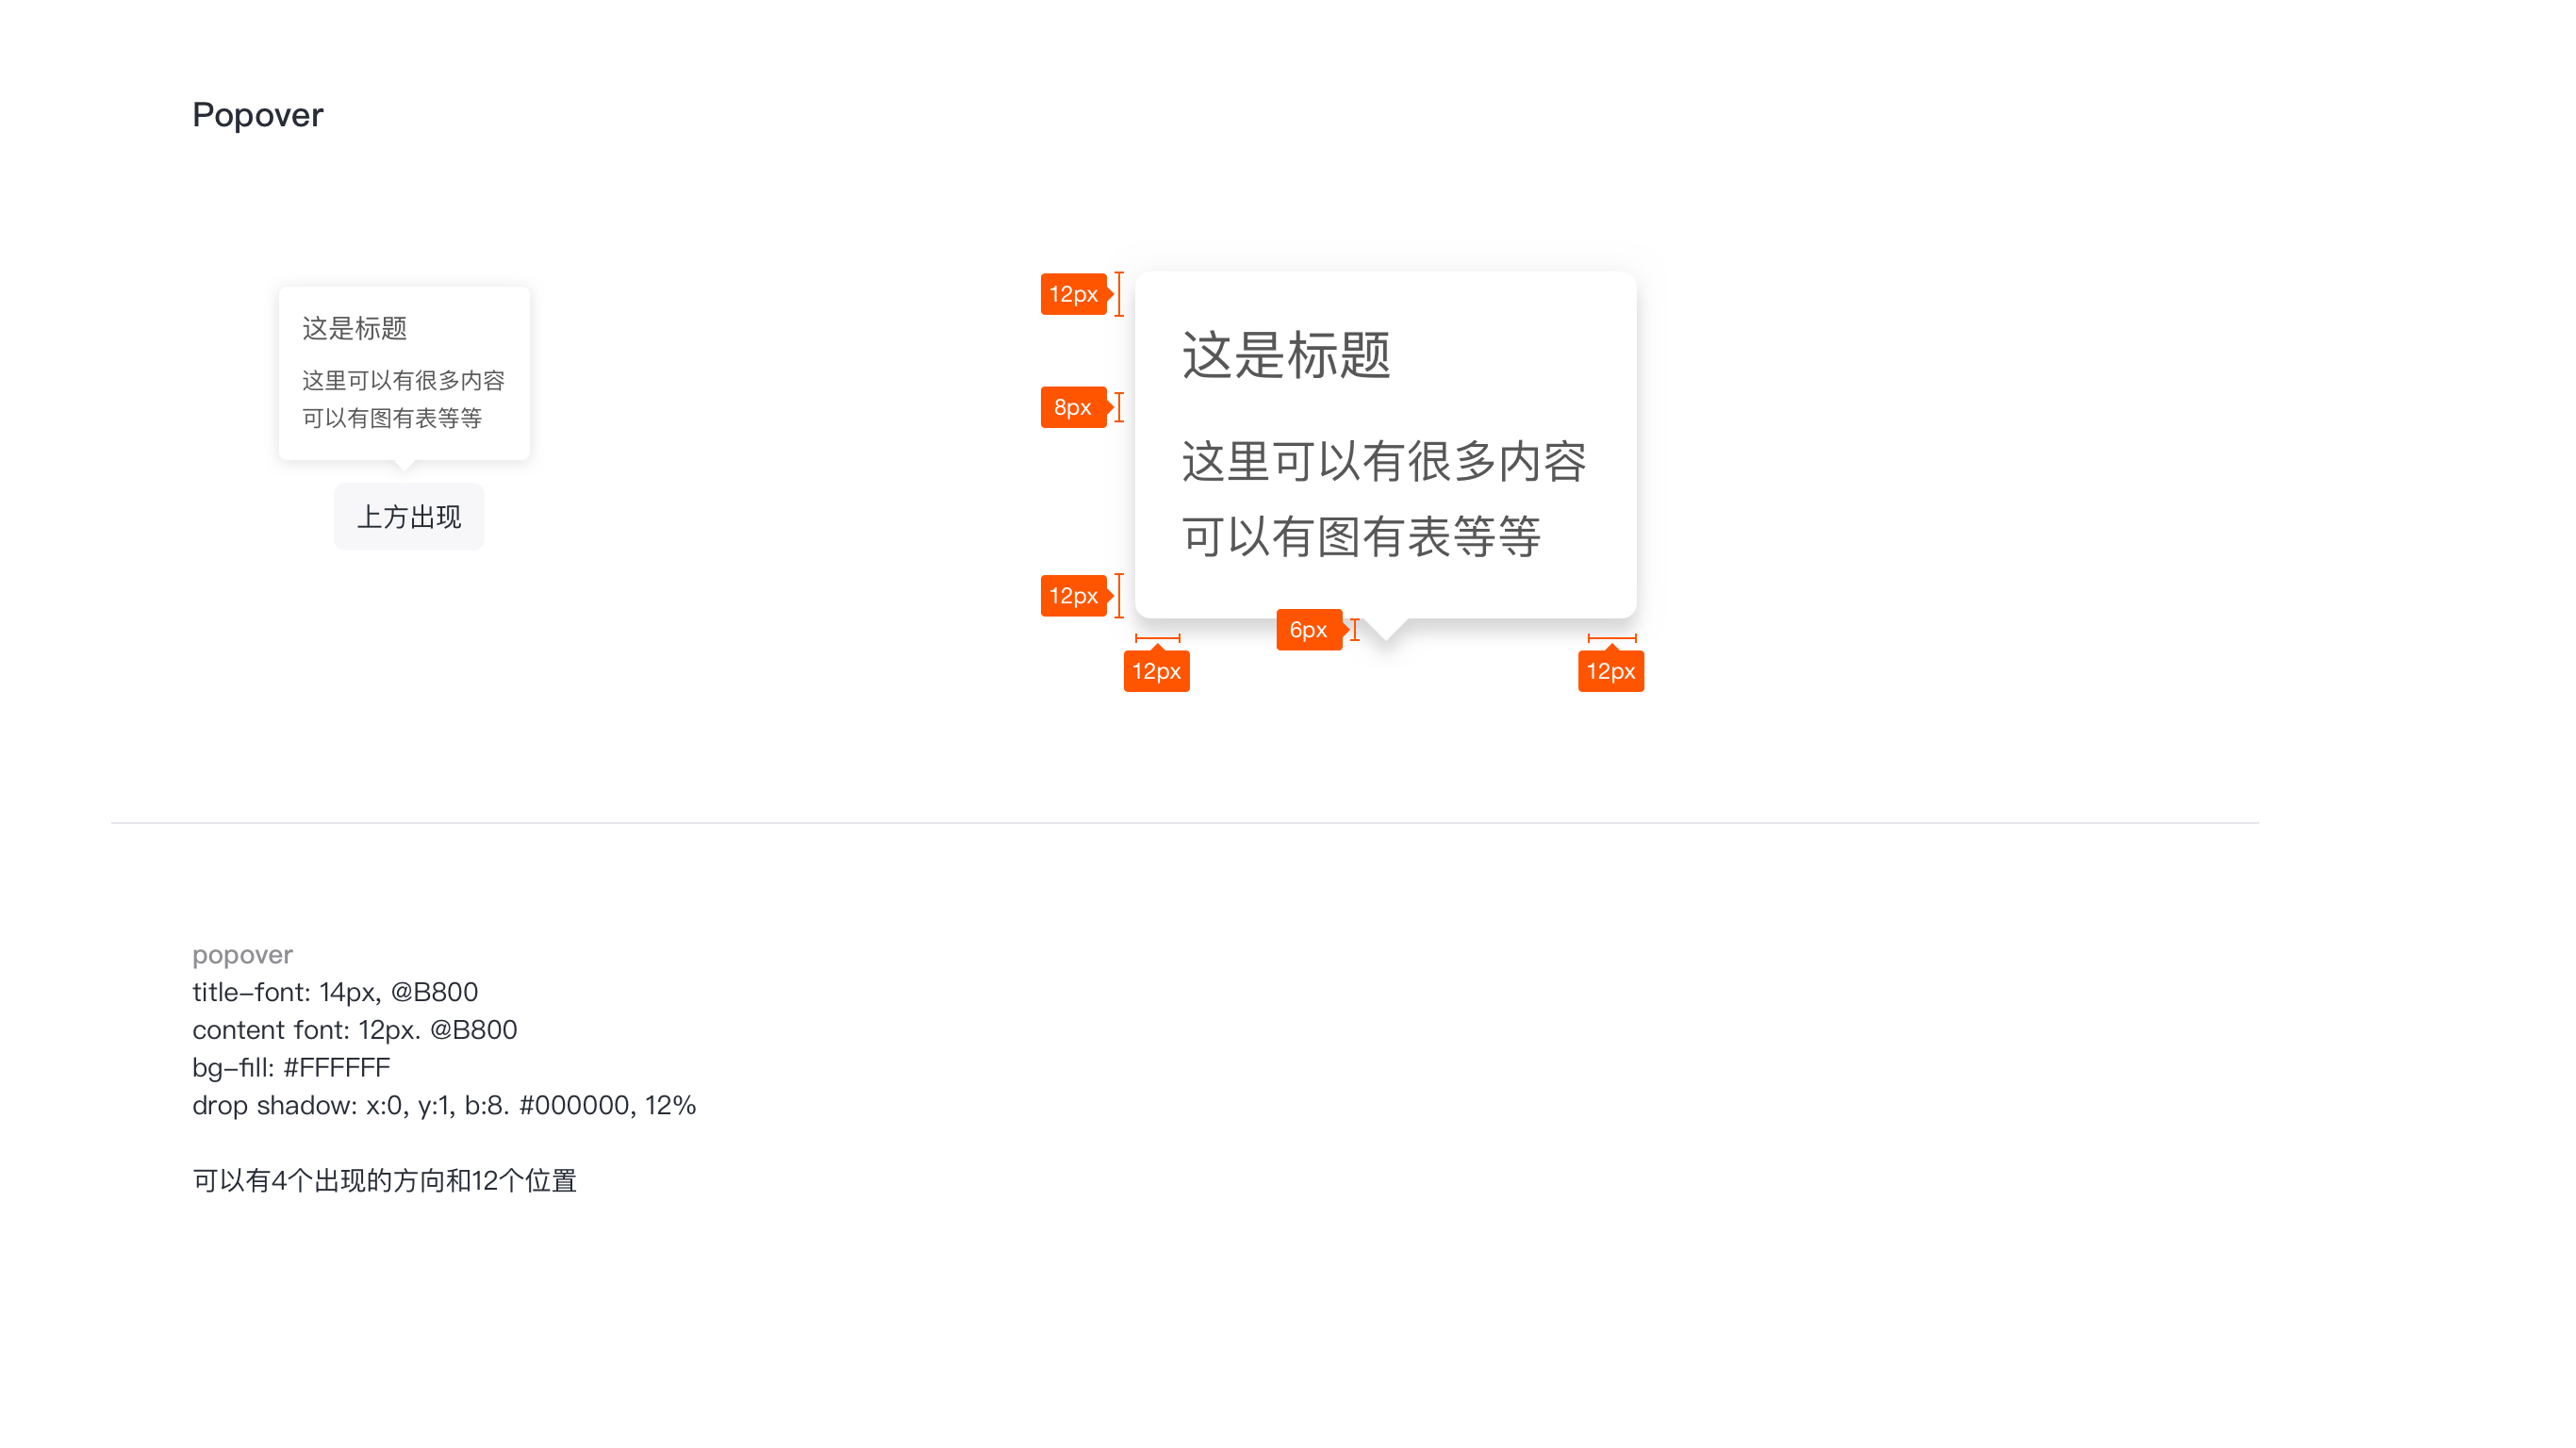 Popover
这是标题
这里可以有很多内容
可以有图有表等等
上方出现
12px
这是标题
8px
这里可以有很多内容
可以有图有表等等
12px
6px
12px
12px
popover
title-font: 14px, @B800
content font: 12px. @B800
bg-fill: #FFFFFF
drop shadow: x:0, y:1, b:8. #000000, 12%
可以有4个出现的方向和12个位置